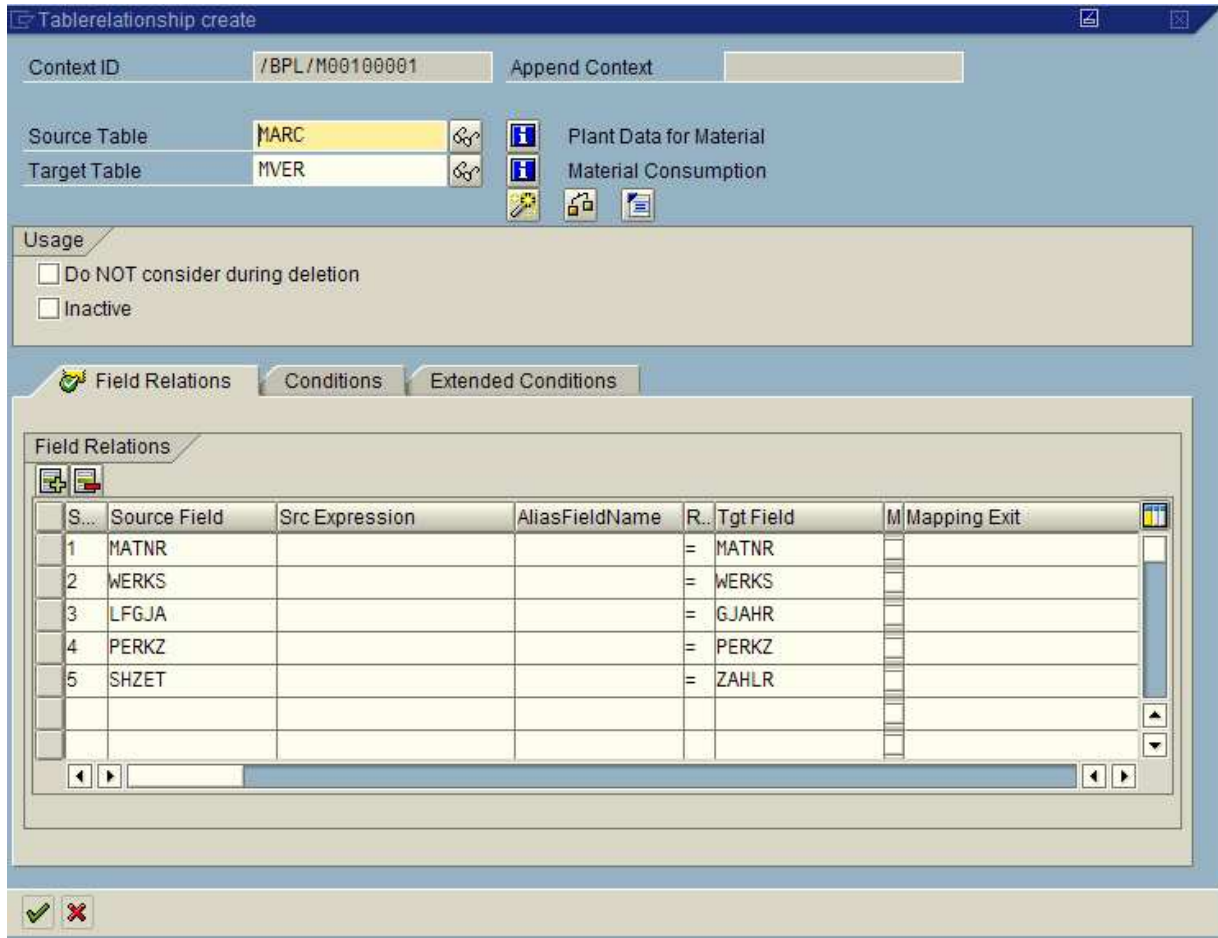 Tablerelationship create
Context ID /BPL/M00100001 Append Context
Source Table MARC Plant Data for Material
Target Table MVER Material Consumption
Usage
Do NOT consider during deletion
Inactive
Field Relations Conditions Extended Conditions
Field Relations
S... Source Field Src Expression AliasFieldName R.. Tgt Field M Mapping Exit
1 MATNR = MATNR
2 WERKS = WERKS
3 LFGJA = GJAHR
4 PERKZ = PERKZ
5 SHZET = ZAHLR